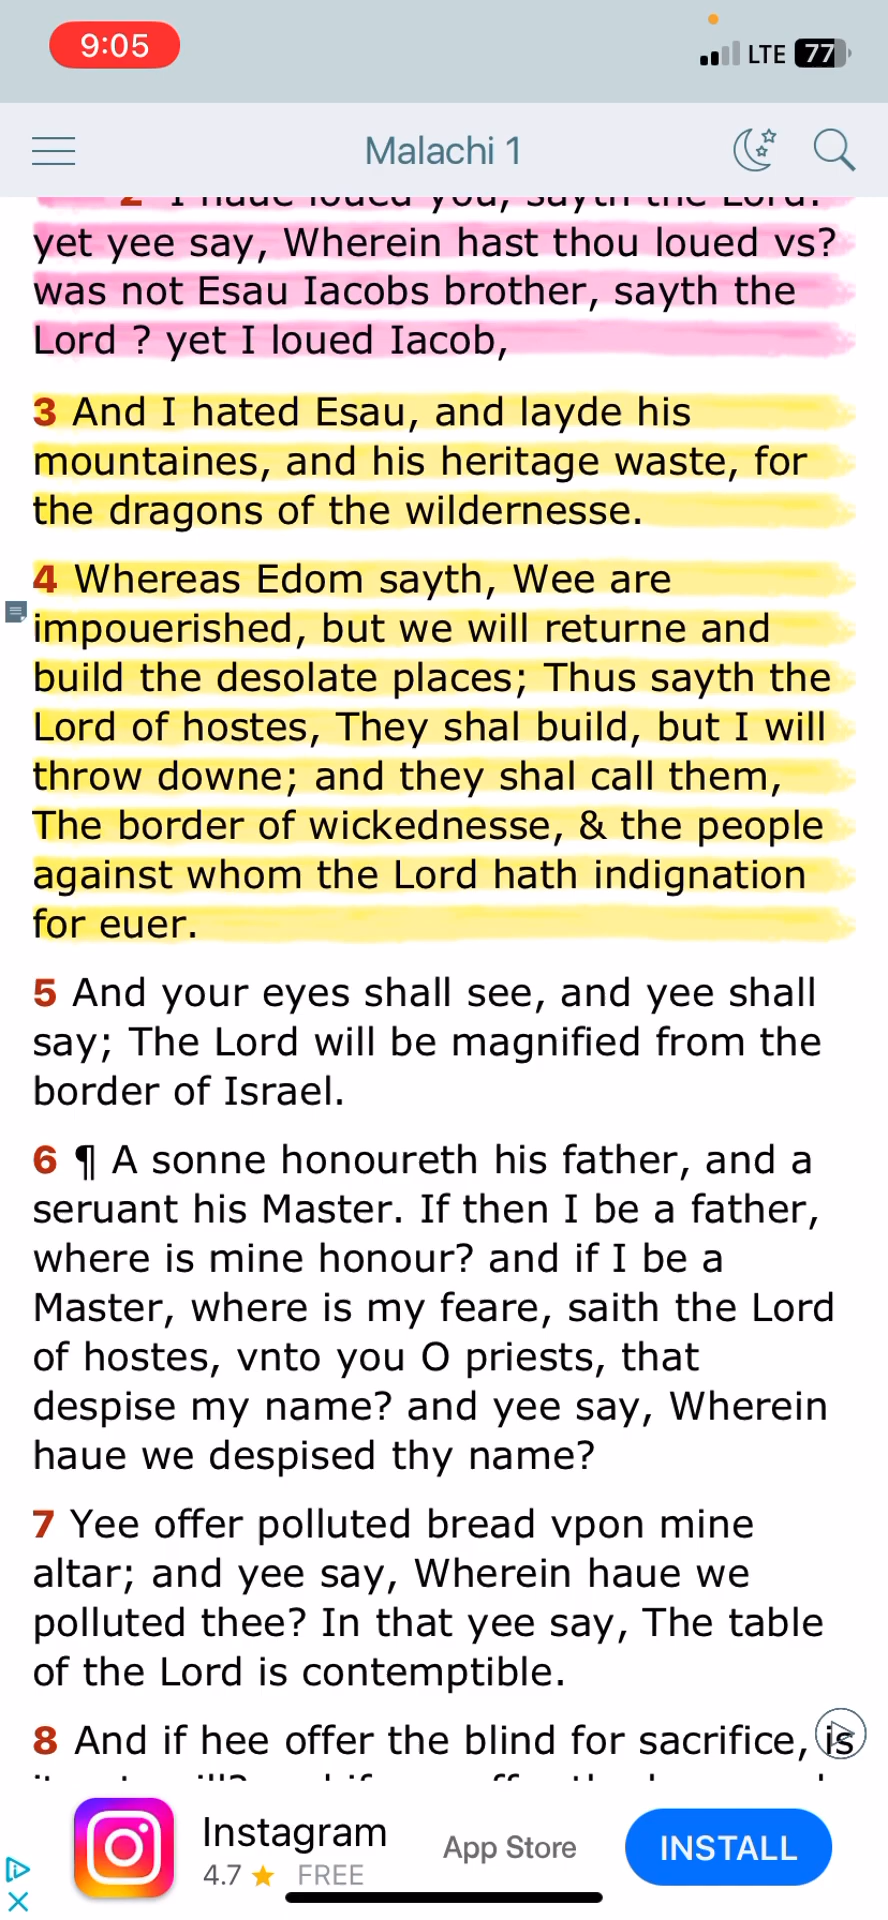 9:05
LTE 77
Malachi 1
2 I haue loued you, sayth the Lord:
yet yee say, Wherein hast thou loued vs?
was not Esau Iacobs brother, sayth the
Lord ? yet I loued Iacob,
3 And I hated Esau, and layde his
mountaines, and his heritage waste, for
the dragons of the wildernesse.
4 Whereas Edom sayth, Wee are
impouerished, but we will returne and
build the desolate places; Thus sayth the
Lord of hostes, They shal build, but I will
throw downe; and they shal call them,
The border of wickednesse, & the people
against whom the Lord hath indignation
for euer.
5 And your eyes shall see, and yee shall
say; The Lord will be magnified from the
border of Israel.
6 ¶ A sonne honoureth his father, and a
seruant his Master. If then I be a father,
where is mine honour? and if I be a
Master, where is my feare, saith the Lord
of hostes, vnto you O priests, that
despise my name? and yee say, Wherein
haue we despised thy name?
7 Yee offer polluted bread vpon mine
altar; and yee say, Wherein haue we
polluted thee? In that yee say, The table
of the Lord is contemptible.
8 And if hee offer the blind for sacrifice, is
Instagram
4.7 ★ FREE
App Store
INSTALL